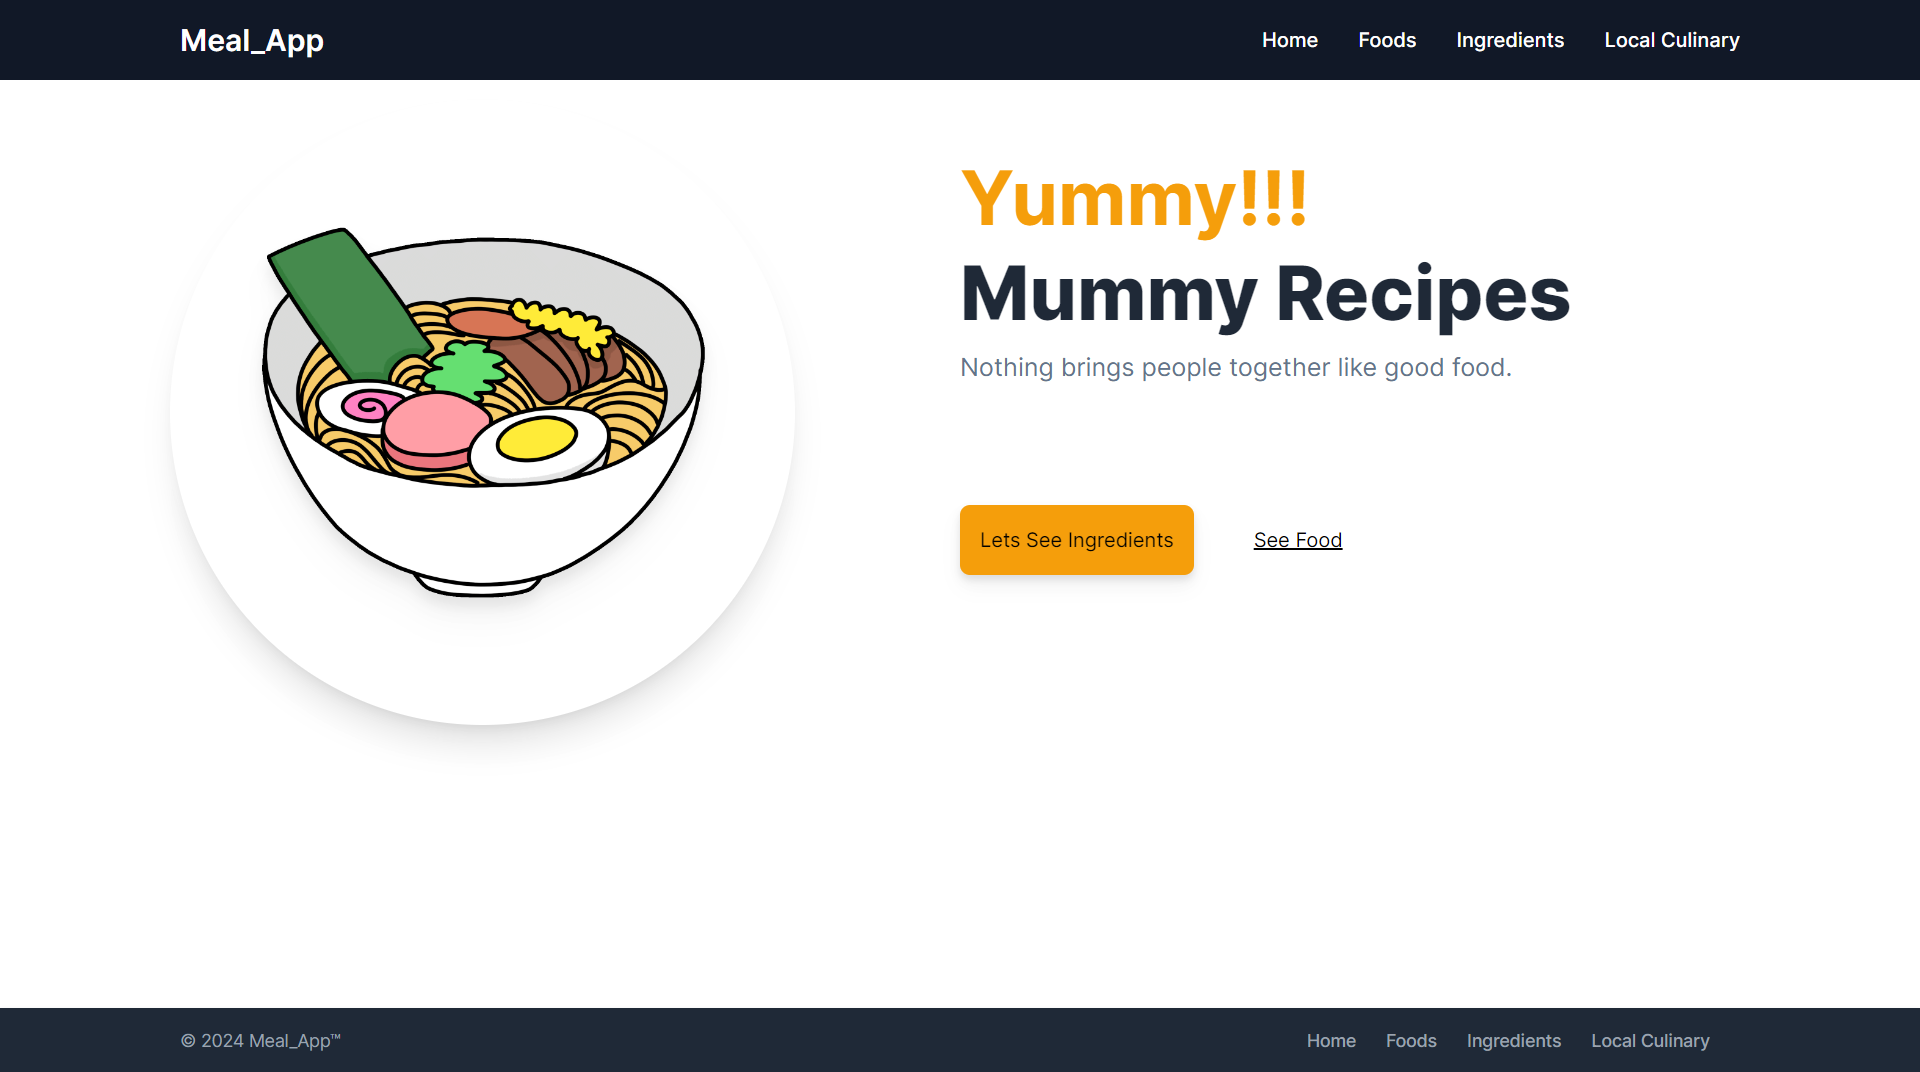 Meal_App
Home Foods Ingredients Local Culinary
Yummy!!!
Mummy Recipes
Nothing brings people together like good food.
Lets See Ingredients See Food
© 2024 Meal_App™
Home Foods Ingredients Local Culinary